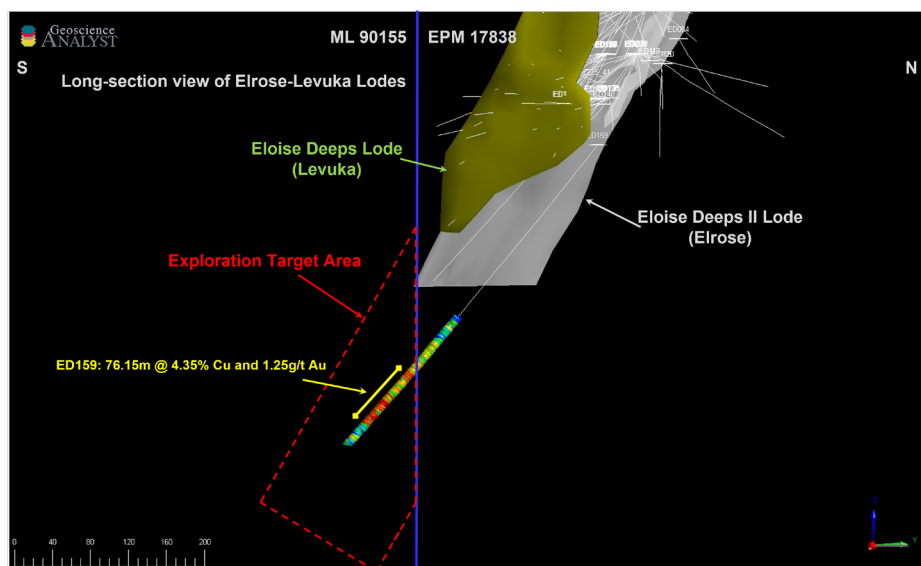 Geoscience
ANALYST
ML 90155
EPM 17838
S
N
Long-section view of Elrose-Levuka Lodes
ED084
ED1
D159
Eloise Deeps Lode
(Levuka)
Eloise Deeps II Lode
(Elrose)
Exploration Target Area
ED159: 76.15m @ 4.35% Cu and 1.25g/t Au
Z
Y
0
40
80
120
160
200